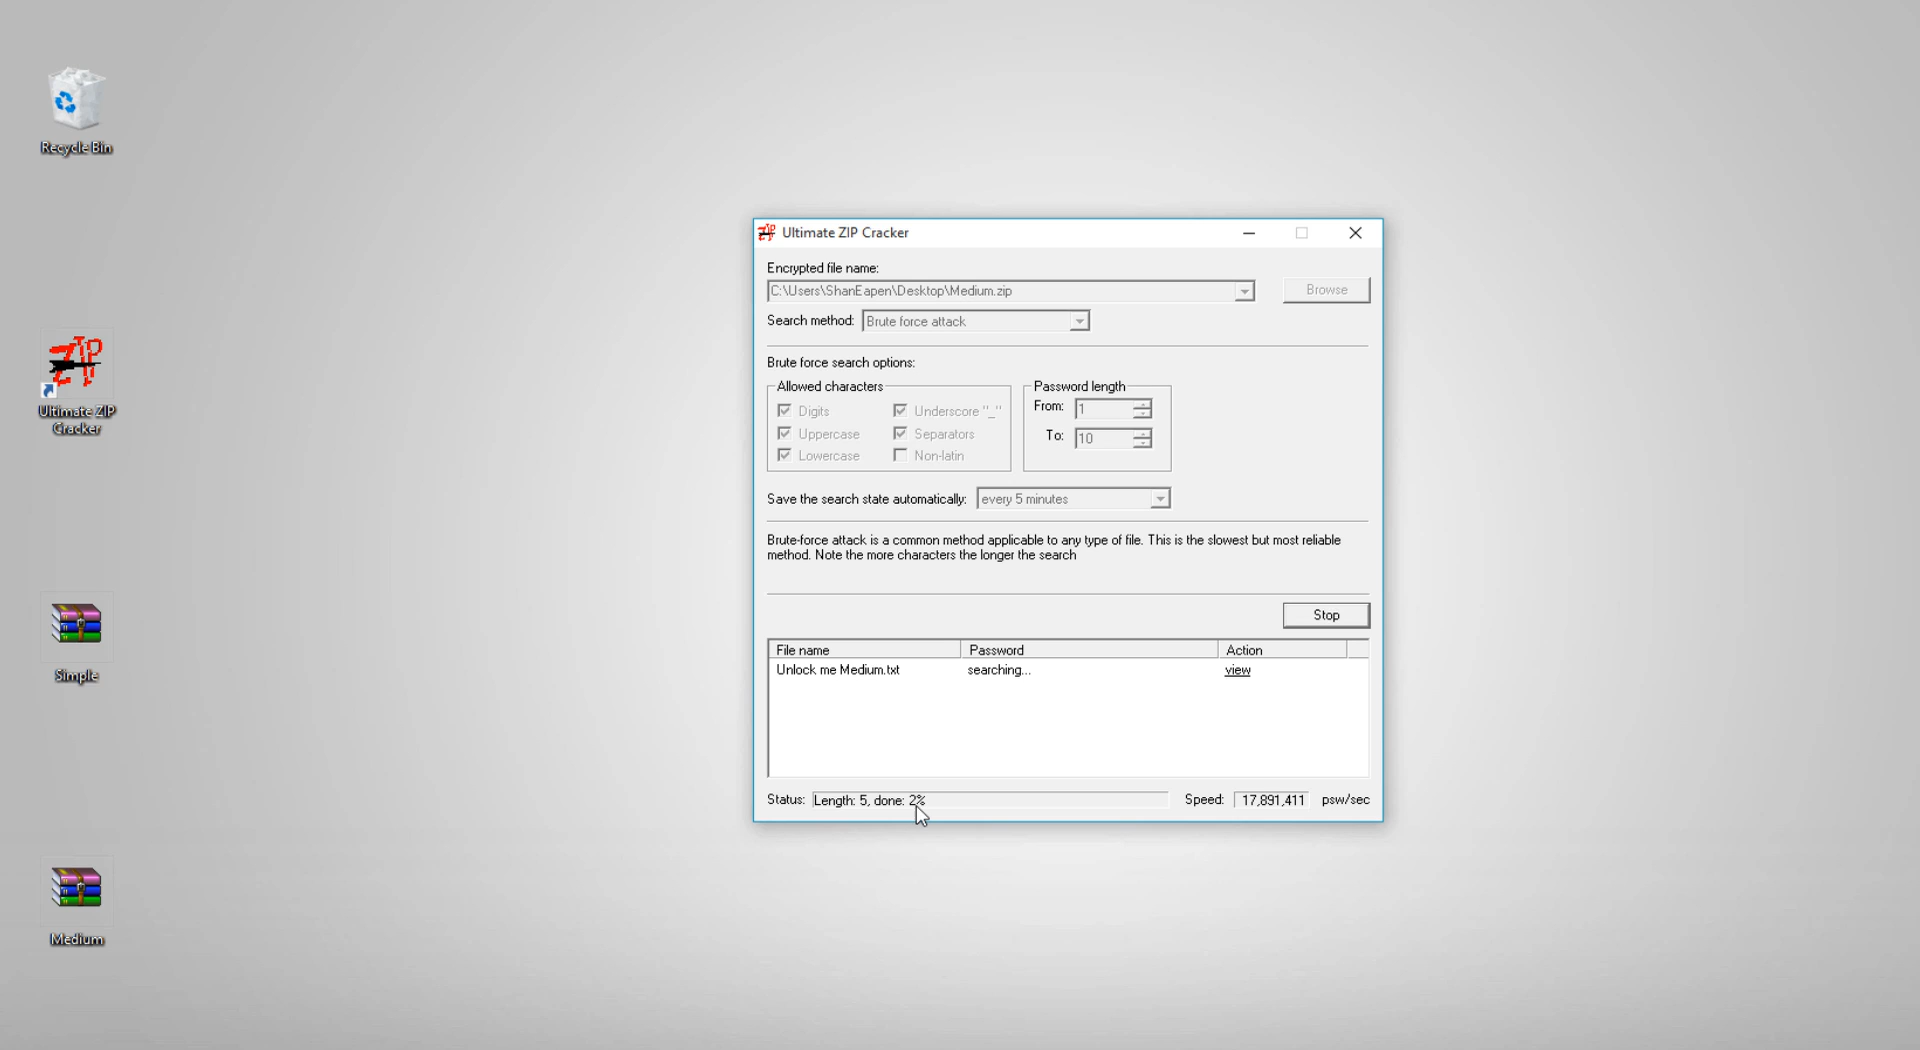 Recycle Bin
Ultimate ZIP
Cracker
Simple
Medium
Ultimate ZIP Cracker
Encrypted file name:
C:\Users\ShanEapen\Desktop\Medium.zip
Browse
Search method: Brute force attack
Brute force search options:
Allowed characters
Digits
Underscore "_"
Uppercase
Separators
Lowercase
Non-latin
Password length
From: 1
To: 10
Save the search state automatically: every 5 minutes
Brute-force attack is a common method applicable to any type of file. This is the slowest but most reliable
method. Note the more characters the longer the search
Stop
File name Password Action
Unlock me Medium.txt searching... view
Status: Length: 5, done: 2% Speed: 17,891,411 psw/sec